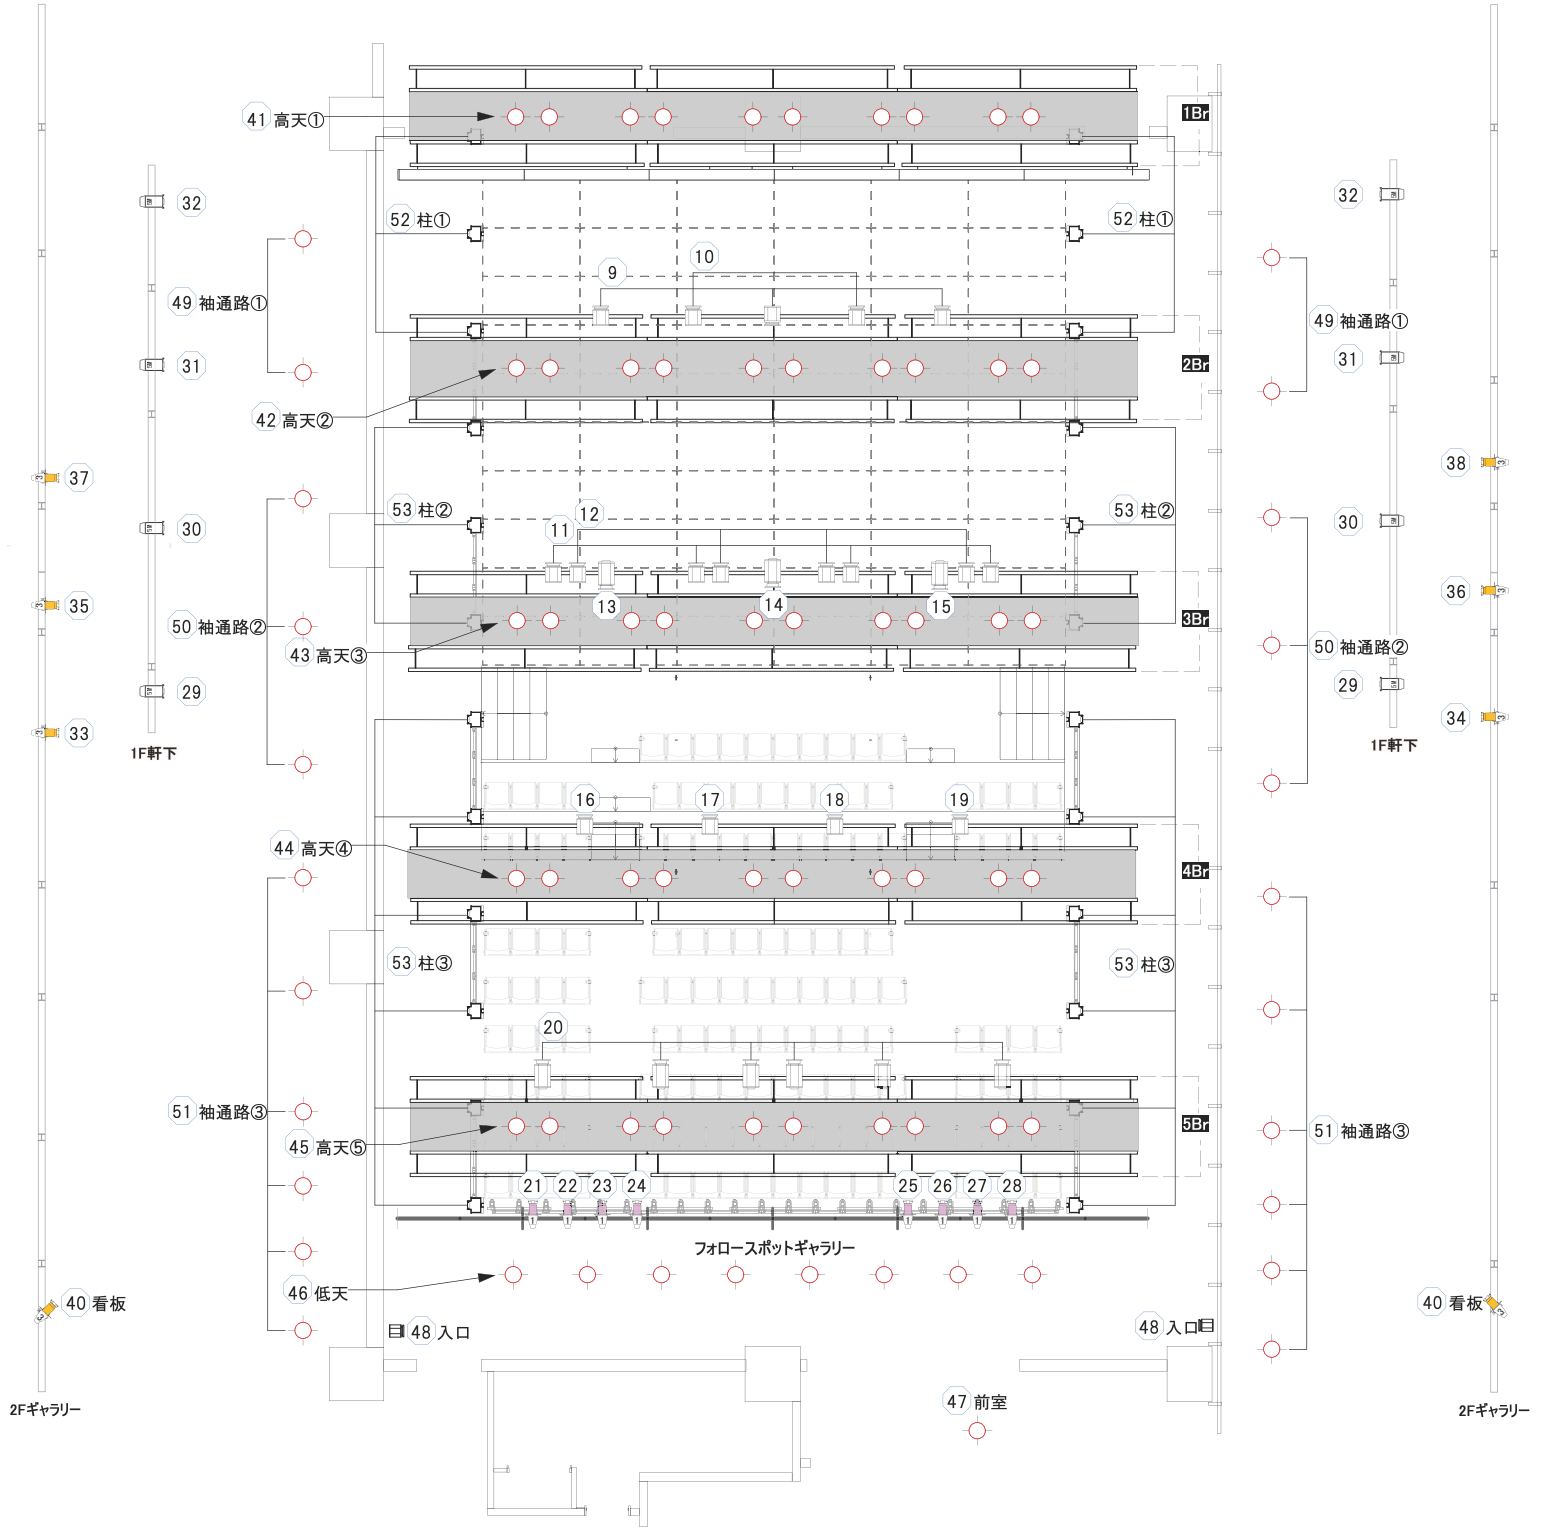 41 高天①
1Br
32
32
52 柱①
52 柱①
10
9
49 袖通路①
49 袖通路①
31
31
2Br
42 高天②
37
38
53 柱②
53 柱②
12
11
30
30
13
14
15
35
36
3Br
50 袖通路②
50 袖通路②
43 高天③
29
29
33
34
1F軒下
1F軒下
16
17
18
19
44 高天④
4Br
53 柱③
53 柱③
20
51 袖通路③
51 袖通路③
5Br
45 高天⑤
21
22
23
24
25
26
27
28
フォロースポットギャラリー
46 低天
40 看板
40 看板
48 入口
48 入口
47 前室
2Fギャラリー
2Fギャラリー